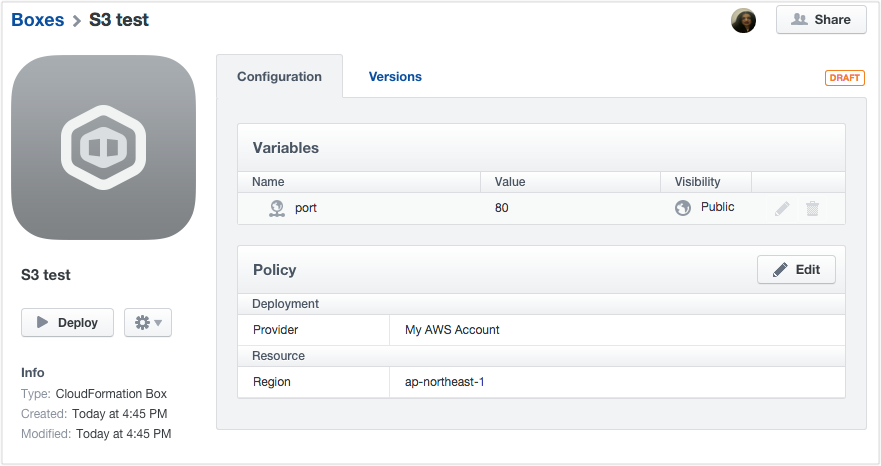 Boxes > S3 test
Share
Configuration
Versions
DRAFT
Variables
Name Value Visibility
port 80 Public
Policy
Edit
Deployment
Provider My AWS Account
Resource
Region ap-northeast-1
S3 test
Deploy
Info
Type: CloudFormation Box
Created: Today at 4:45 PM
Modified: Today at 4:45 PM